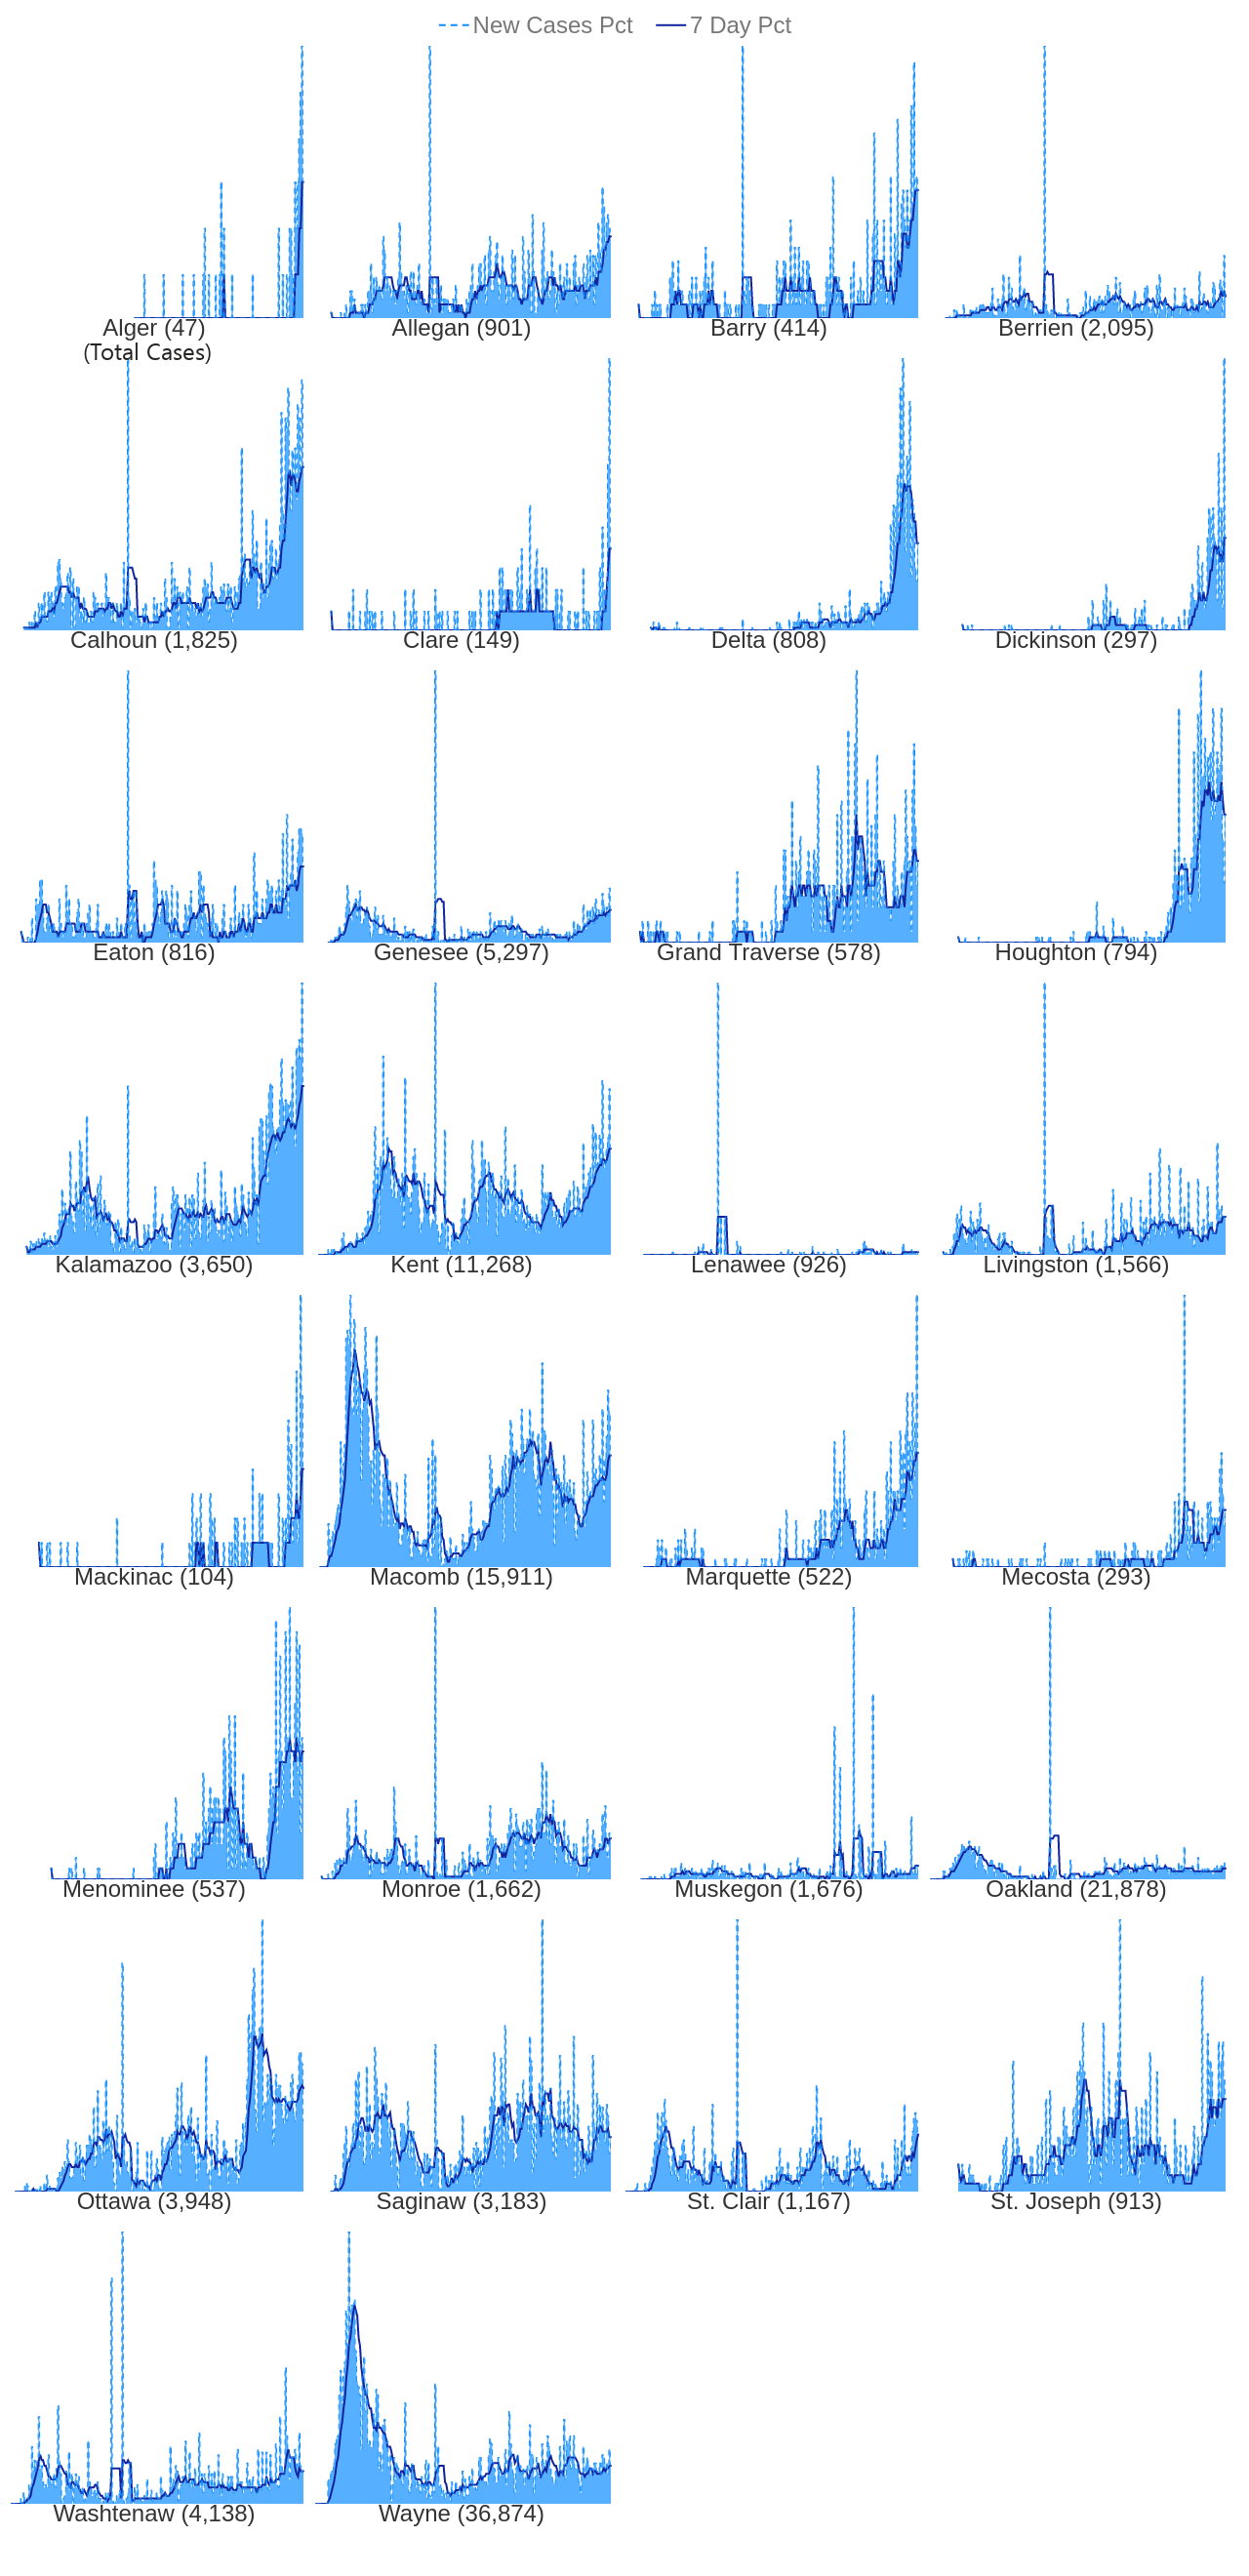 New Cases Pct 7 Day Pct
Alger (47) Allegan (901) Barry (414) Berrien (2,095)
(Total Cases)
Calhoun (1,825) Clare (149) Delta (808) Dickinson (297)
Eaton (816) Genesee (5,297) Grand Traverse (578) Houghton (794)
Kalamazoo (3,650) Kent (11,268) Lenawee (926) Livingston (1,566)
Mackinac (104) Macomb (15,911) Marquette (522) Mecosta (293)
Menominee (537) Monroe (1,662) Muskegon (1,676) Oakland (21,878)
Ottawa (3,948) Saginaw (3,183) St. Clair (1,167) St. Joseph (913)
Washtenaw (4,138) Wayne (36,874)